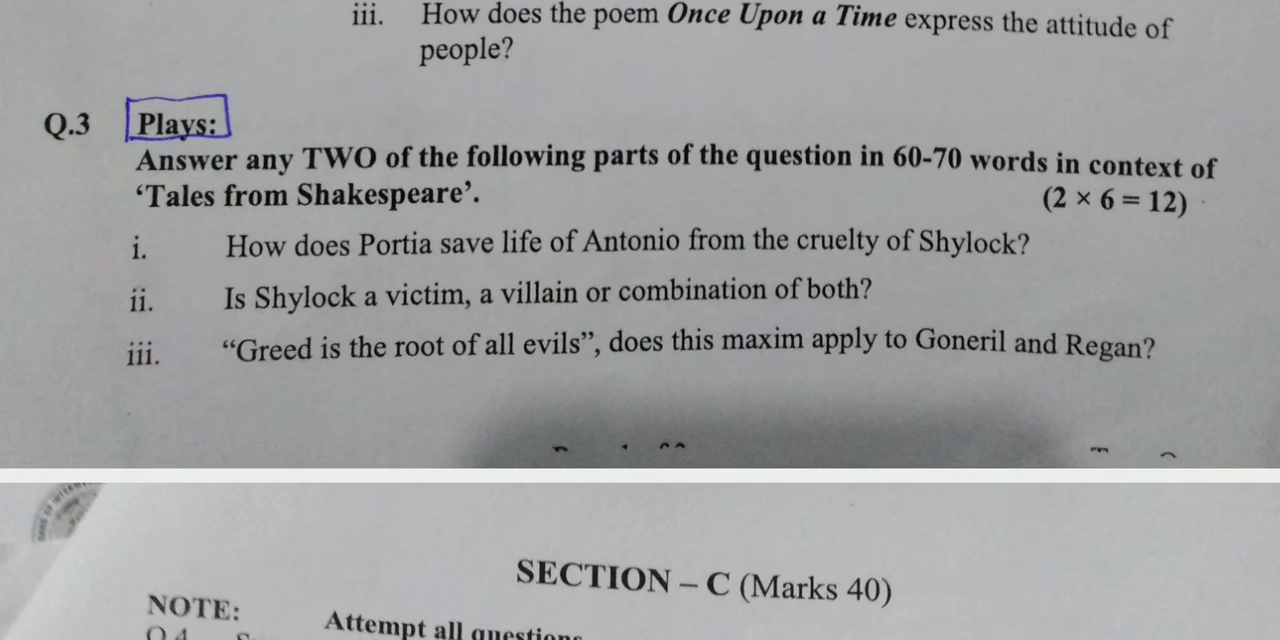 iii. How does the poem Once Upon a Time express the attitude of
people?
Q.3 Plays:
Answer any TWO of the following parts of the question in 60-70 words in context of
‘Tales from Shakespeare’. (2 × 6 = 12)
i. How does Portia save life of Antonio from the cruelty of Shylock?
ii. Is Shylock a victim, a villain or combination of both?
iii. “Greed is the root of all evils”, does this maxim apply to Goneril and Regan?
SECTION – C (Marks 40)
NOTE: Attempt all questions